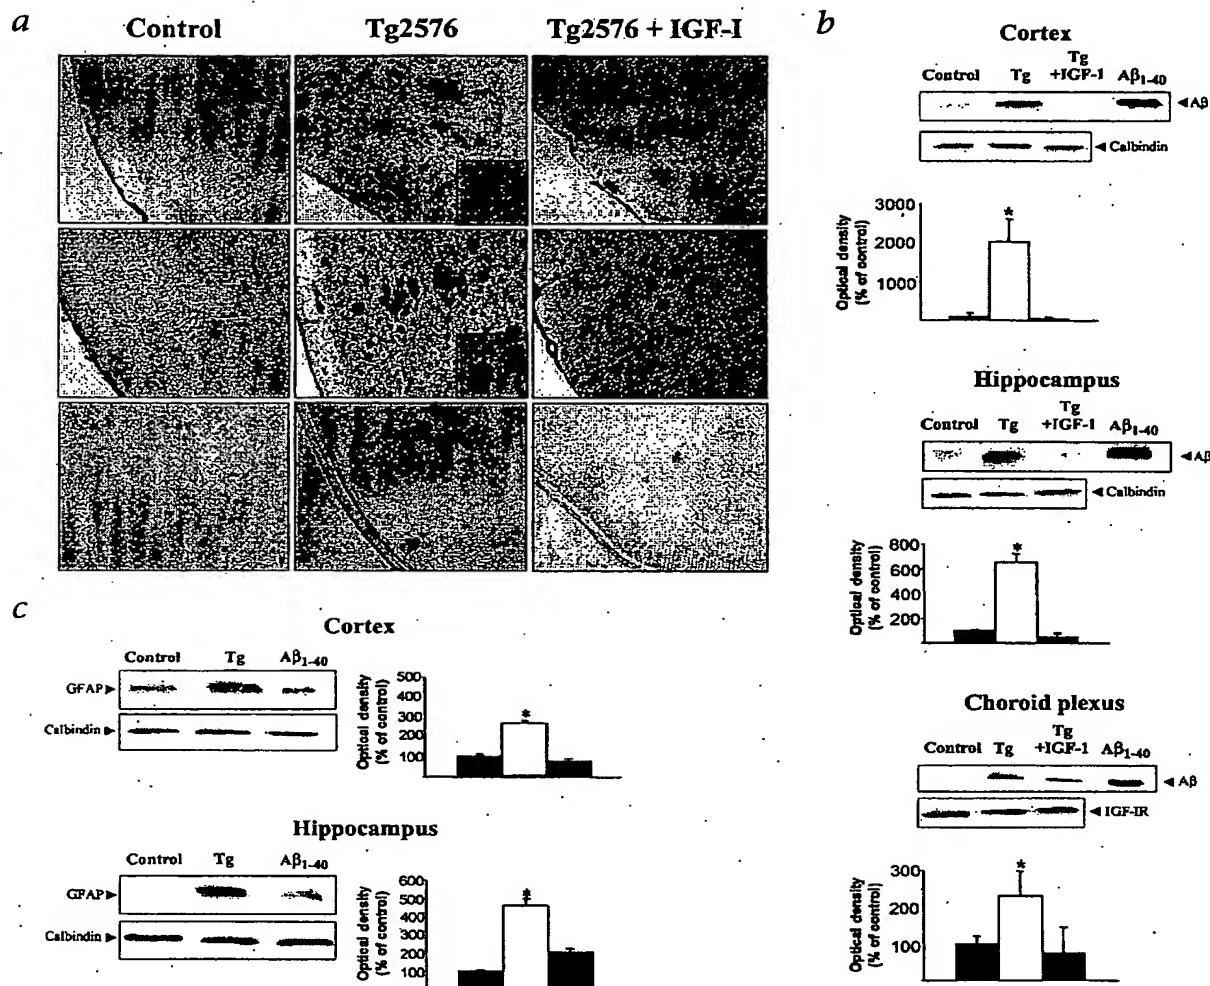 a
Control Tg2576 Tg2576 + IGF-I
b
Cortex
Control Tg Tg +IGF-1 Aβ1-40
◄Aβ
◄Calbindin
Optical density (% of control)
3000
2000
1000
*
Hippocampus
Control Tg Tg +IGF-1 Aβ1-40
◄Aβ
◄Calbindin
Optical density (% of control)
800
600
400
200
*
Choroid plexus
Control Tg Tg +IGF-1 Aβ1-40
◄Aβ
◄IGF-IR
Optical density (% of control)
300
200
100
*
c
Cortex
Control Tg Aβ1-40
GFAP►
Calbindin►
Optical density (% of control)
500
400
300
200
100
*
Hippocampus
Control Tg Aβ1-40
GFAP►
Calbindin►
Optical density (% of control)
600
500
400
300
200
100
*